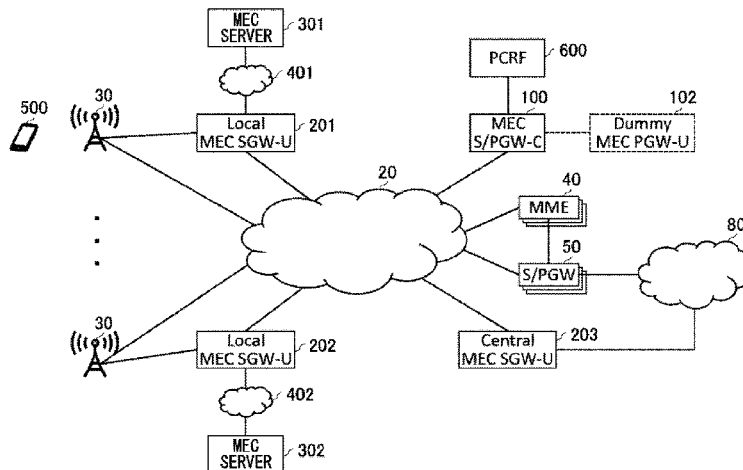 MEC
SERVER
301
401
PCRF
600
500
30
Local
MEC SGW-U
201
100
MEC
S/PGW-C
102
Dummy
MEC PGW-U
20
40
MME
50
S/PGW
80
30
Local
MEC SGW-U
202
Central
MEC SGW-U
203
402
MEC
SERVER
302